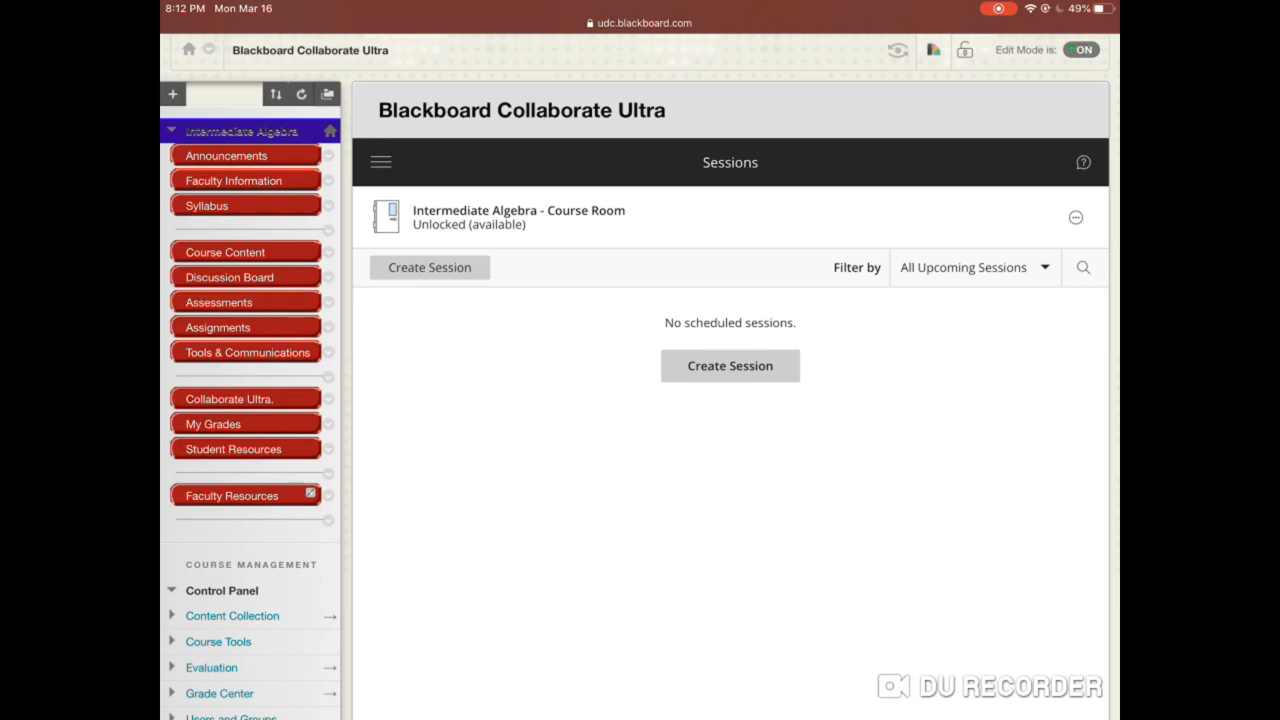 8:12 PM Mon Mar 16
49%
udc.blackboard.com
Blackboard Collaborate Ultra
Edit Mode is: ON
Intermediate Algebra
Announcements
Faculty Information
Syllabus
Course Content
Discussion Board
Assessments
Assignments
Tools & Communications
Collaborate Ultra.
My Grades
Student Resources
Faculty Resources
COURSE MANAGEMENT
Control Panel
Content Collection
Course Tools
Evaluation
Grade Center
Users and Groups
Blackboard Collaborate Ultra
Sessions
Intermediate Algebra - Course Room
Unlocked (available)
Create Session
Filter by All Upcoming Sessions
No scheduled sessions.
Create Session
DU RECORDER